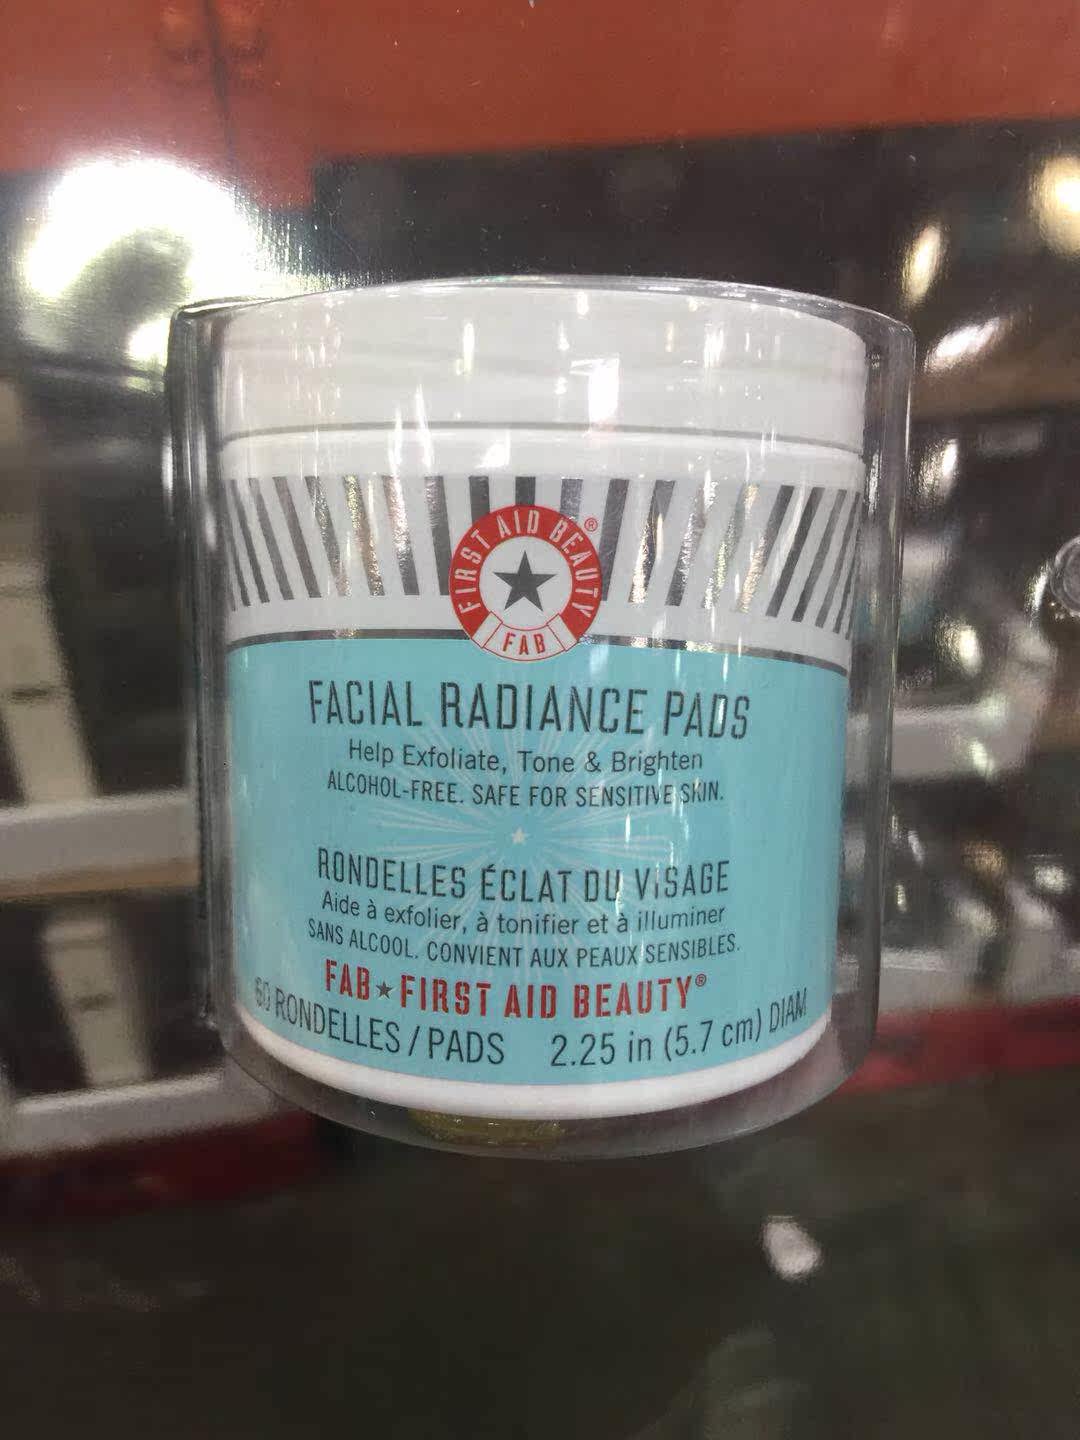 FIRST AID BEAUTY®
FAB
FACIAL RADIANCE PADS
Help Exfoliate, Tone & Brighten
ALCOHOL-FREE. SAFE FOR SENSITIVE SKIN.
RONDELLES ÉCLAT DU VISAGE
Aide à exfolier, à tonifier et à illuminer
SANS ALCOOL. CONVIENT AUX PEAUX SENSIBLES.
FAB★FIRST AID BEAUTY®
60 RONDELLES / PADS 2.25 in (5.7 cm) DIAM